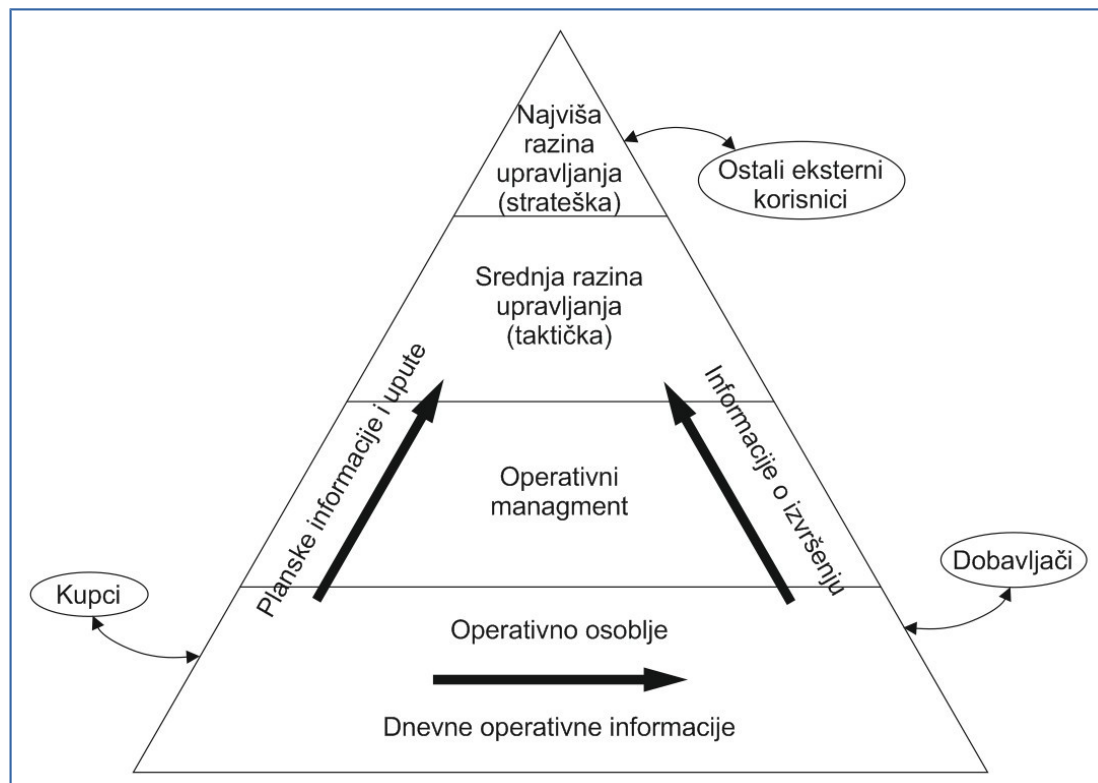 Najviša
razina
upravljanja
(strateška)
Ostali eksterni
korisnici
Srednja razina
upravljanja
(taktička)
Planske informacije i upute
Informacije o izvršenju
Operativni
managment
Kupci
Dobavljači
Operativno osoblje
Dnevne operativne informacije